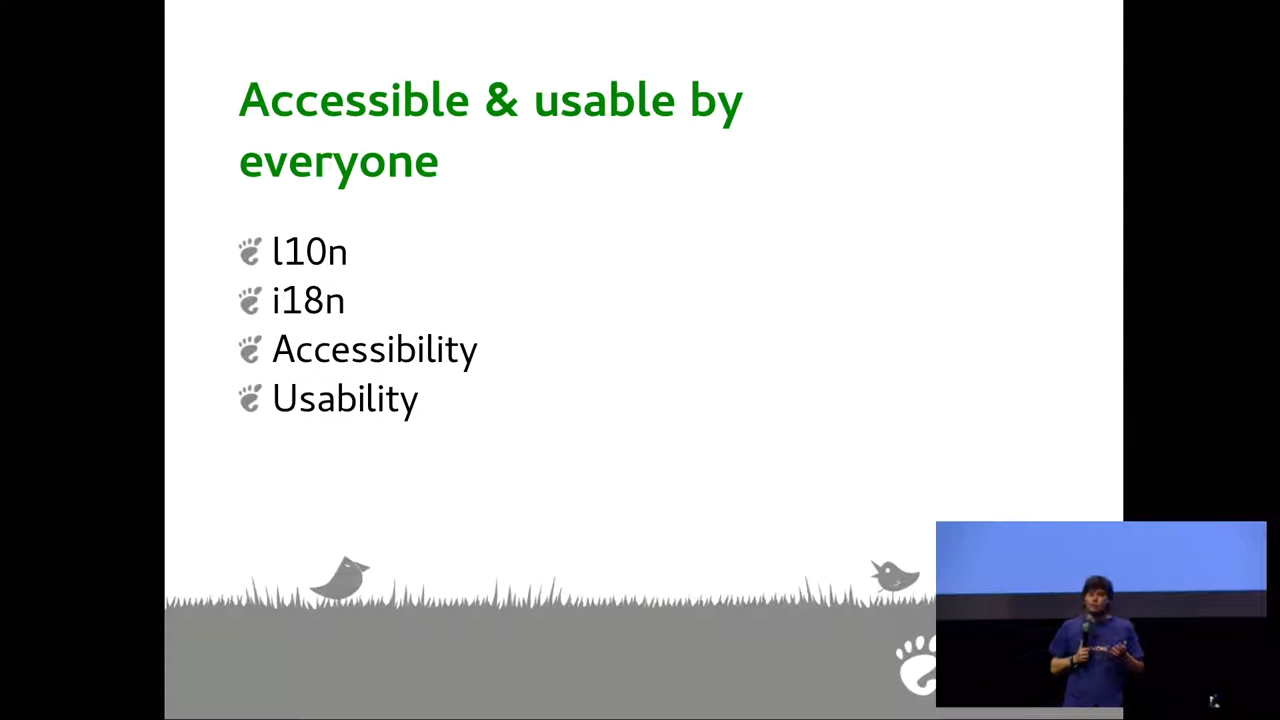 Accessible & usable by
everyone
l10n
i18n
Accessibility
Usability